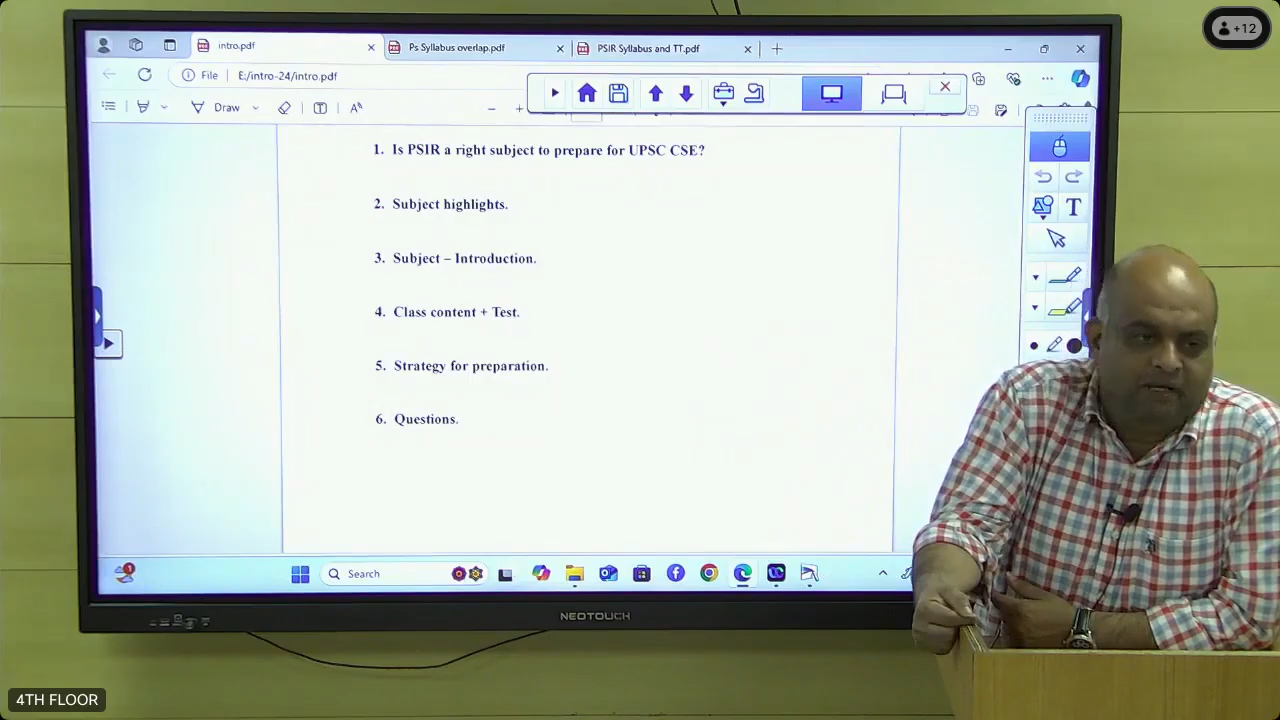 +12
intro.pdf
Ps Syllabus overlap.pdf
PSIR Syllabus and TT.pdf
File
E:/intro-24/intro.pdf
Draw
1. Is PSIR a right subject to prepare for UPSC CSE?
2. Subject highlights.
3. Subject – Introduction.
4. Class content + Test.
5. Strategy for preparation.
6. Questions.
Search
NEOTOUCH
4TH FLOOR